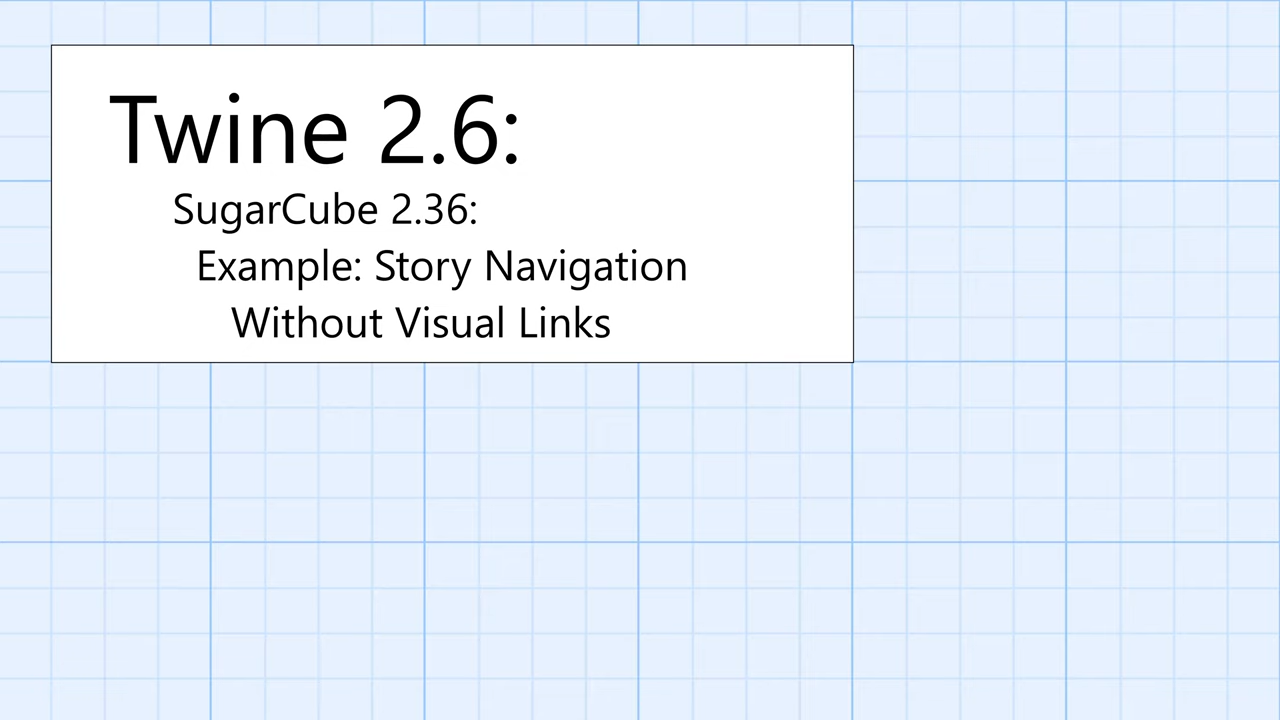 Twine 2.6:
SugarCube 2.36:
Example: Story Navigation
Without Visual Links